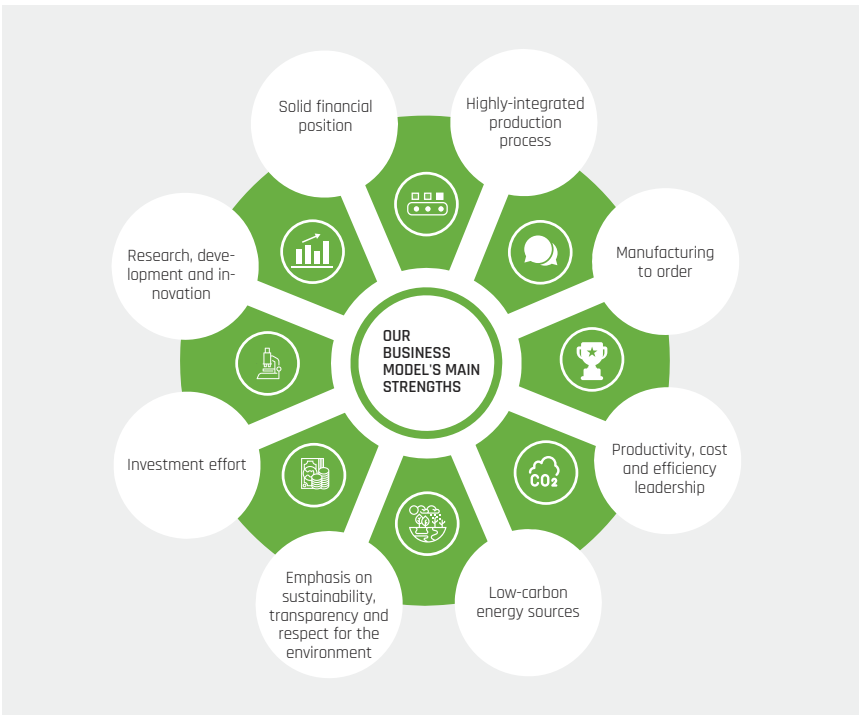 Solid financial
position
Highly-integrated
production
process
Manufacturing
to order
Productivity, cost
and efficiency
leadership
Low-carbon
energy sources
Emphasis on
sustainability,
transparency and
respect for the
environment
Investment effort
Research, deve-
lopment and in-
novation
OUR
BUSINESS
MODEL'S MAIN
STRENGTHS
CO2